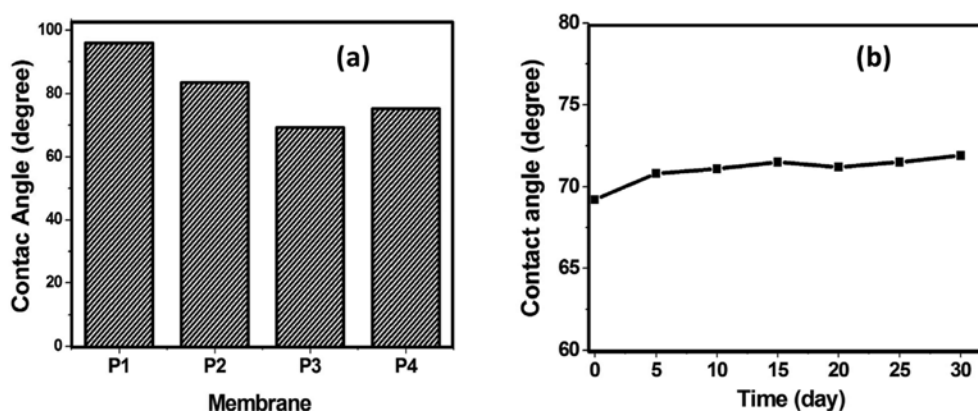 (a)
Contac Angle (degree)
100
80
60
40
20
0
P1 P2 P3 P4
Membrane
(b)
Contact angle (degree)
80
75
70
65
60
0 5 10 15 20 25 30
Time (day)